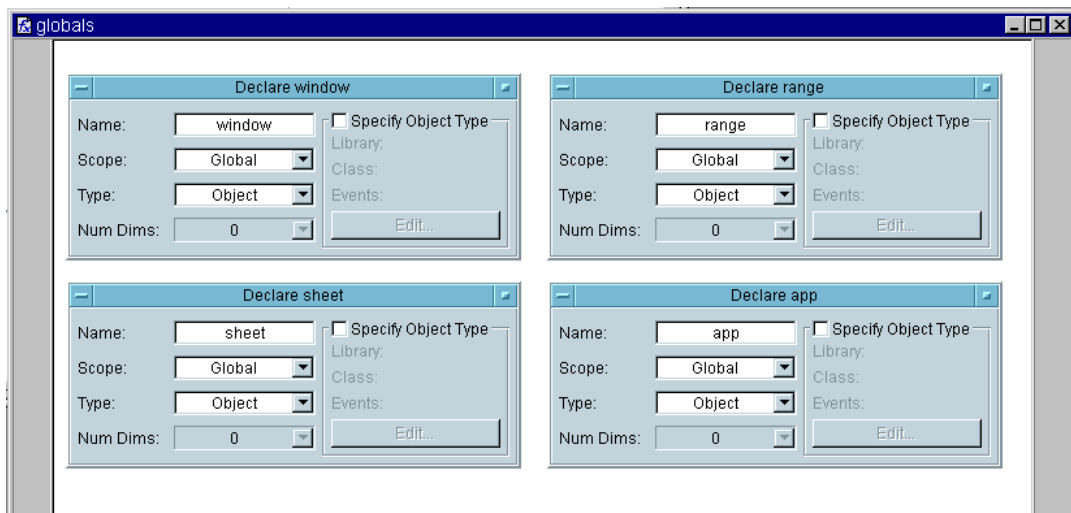 globals
Declare window
Name: window
Specify Object Type
Library:
Scope: Global
Class:
Type: Object
Events:
Num Dims: 0
Edit...
Declare range
Name: range
Specify Object Type
Library:
Scope: Global
Class:
Type: Object
Events:
Num Dims: 0
Edit...
Declare sheet
Name: sheet
Specify Object Type
Library:
Scope: Global
Class:
Type: Object
Events:
Num Dims: 0
Edit...
Declare app
Name: app
Specify Object Type
Library:
Scope: Global
Class:
Type: Object
Events:
Num Dims: 0
Edit...